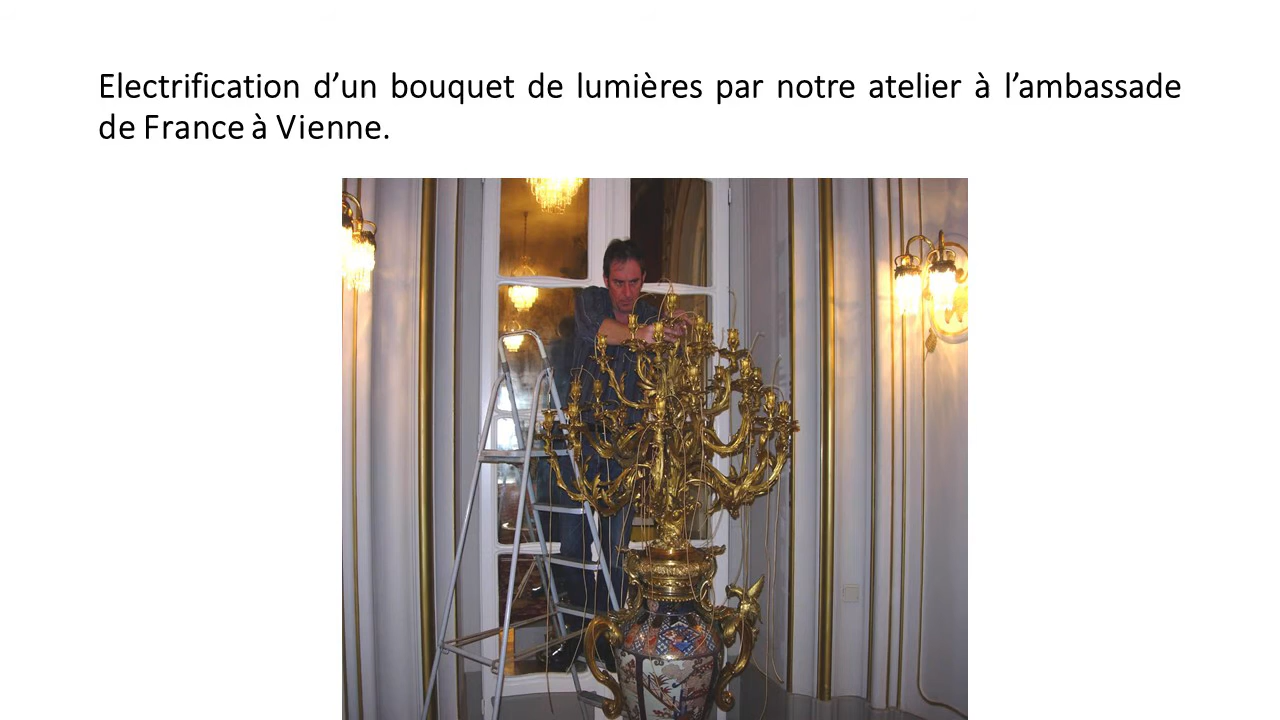 Electrification d’un bouquet de lumières par notre atelier à l’ambassade
de France à Vienne.